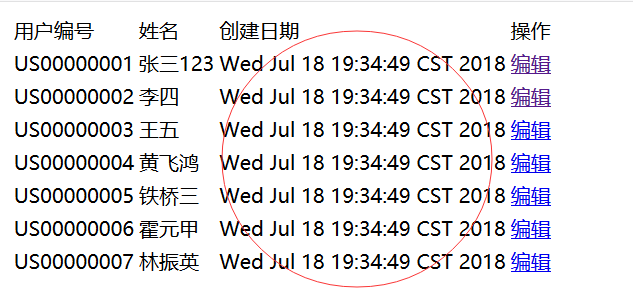 用户编号 姓名 创建日期 操作
US00000001 张三123 Wed Jul 18 19:34:49 CST 2018 编辑
US00000002 李四 Wed Jul 18 19:34:49 CST 2018 编辑
US00000003 王五 Wed Jul 18 19:34:49 CST 2018 编辑
US00000004 黄飞鸿 Wed Jul 18 19:34:49 CST 2018 编辑
US00000005 铁桥三 Wed Jul 18 19:34:49 CST 2018 编辑
US00000006 霍元甲 Wed Jul 18 19:34:49 CST 2018 编辑
US00000007 林振英 Wed Jul 18 19:34:49 CST 2018 编辑